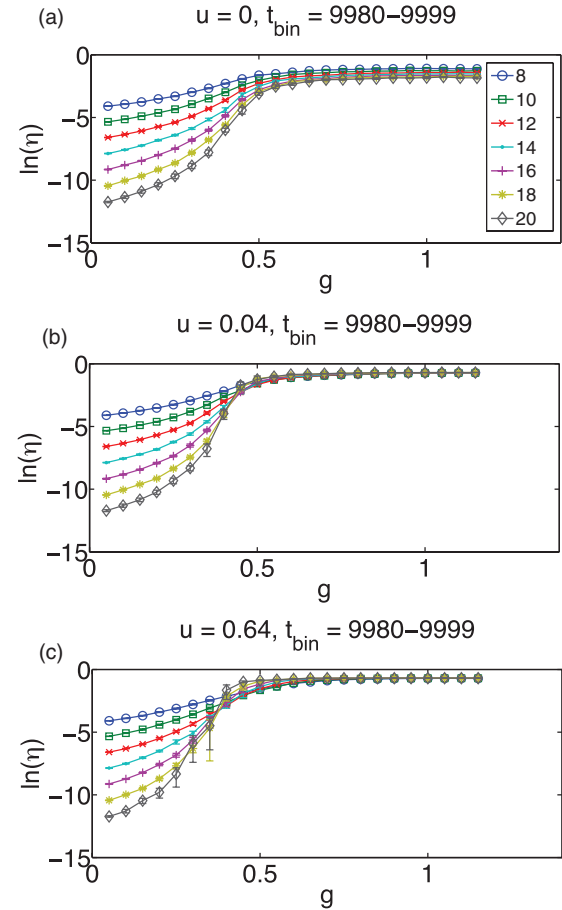 (a)
u = 0, t_bin = 9980−9999
0
−5
−10
−15
ln(η)
0
0.5
1
g
8
10
12
14
16
18
20
(b)
u = 0.04, t_bin = 9980−9999
0
−5
−10
−15
ln(η)
0
0.5
1
g
(c)
u = 0.64, t_bin = 9980−9999
0
−5
−10
−15
ln(η)
0
0.5
1
g